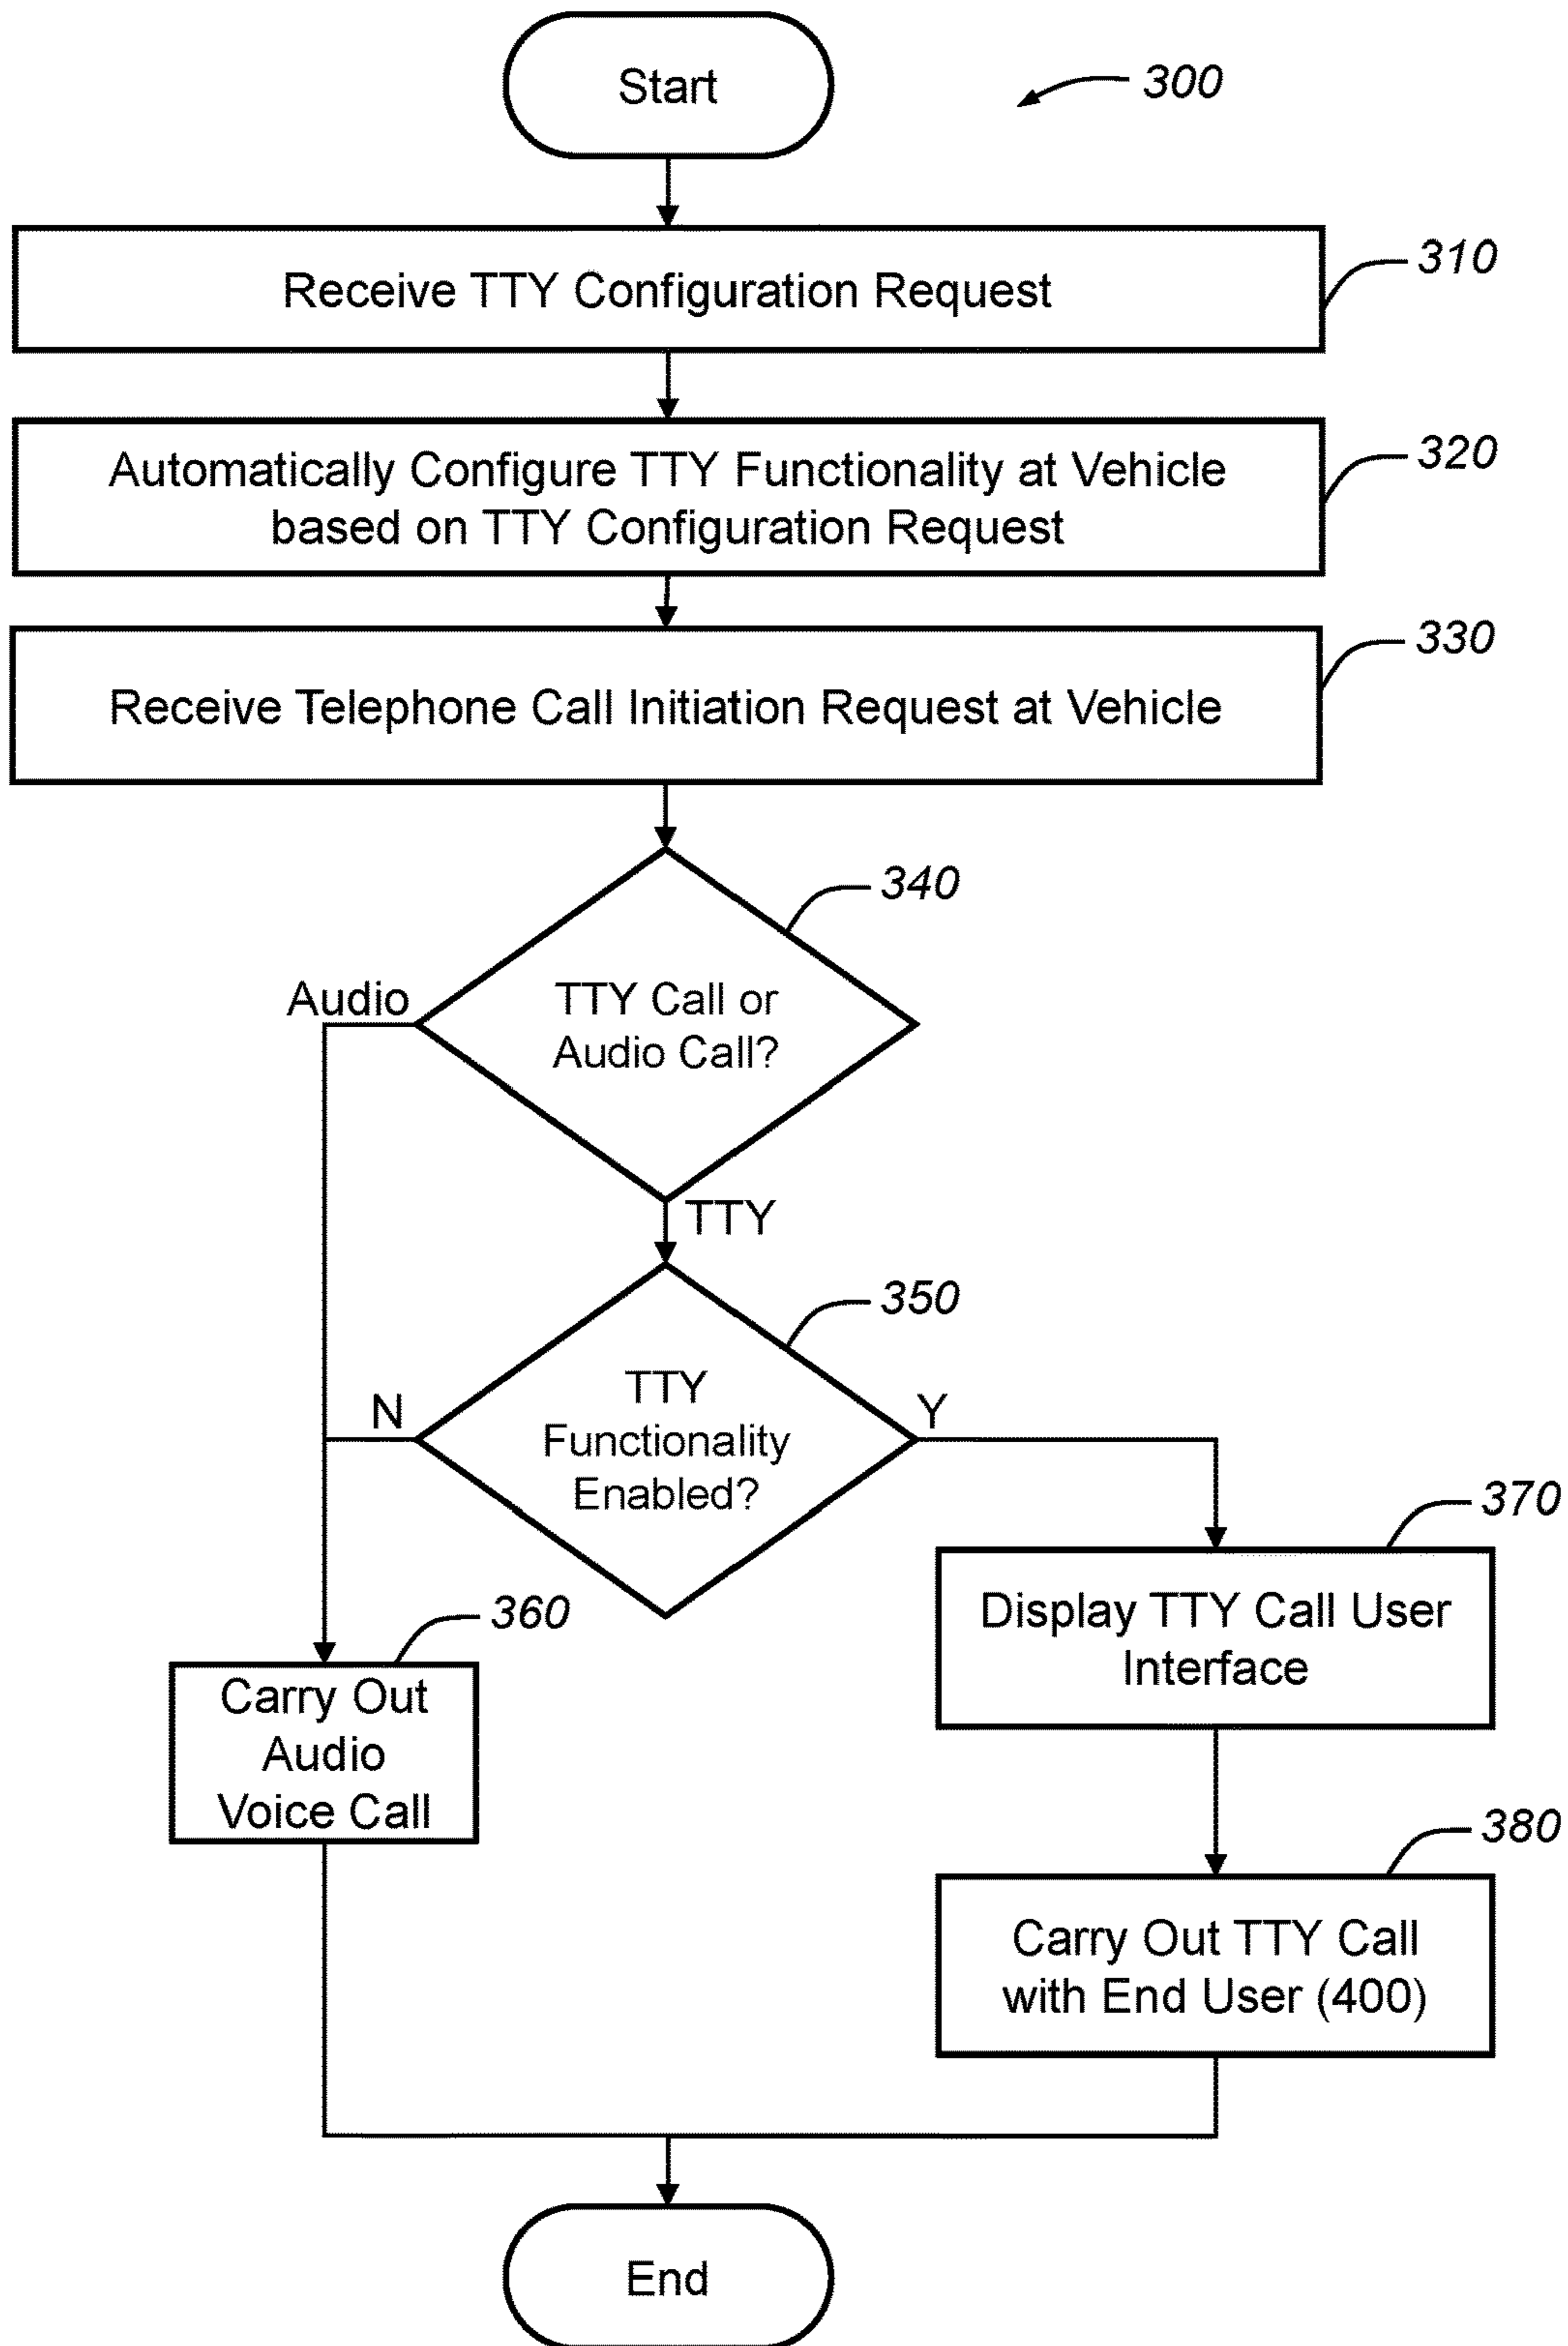 Start
300
Receive TTY Configuration Request
310
Automatically Configure TTY Functionality at Vehicle
based on TTY Configuration Request
320
Receive Telephone Call Initiation Request at Vehicle
330
340
Audio
TTY Call or
Audio Call?
TTY
350
N
TTY
Functionality
Enabled?
Y
370
Display TTY Call User
Interface
360
Carry Out
Audio
Voice Call
380
Carry Out TTY Call
with End User (400)
End